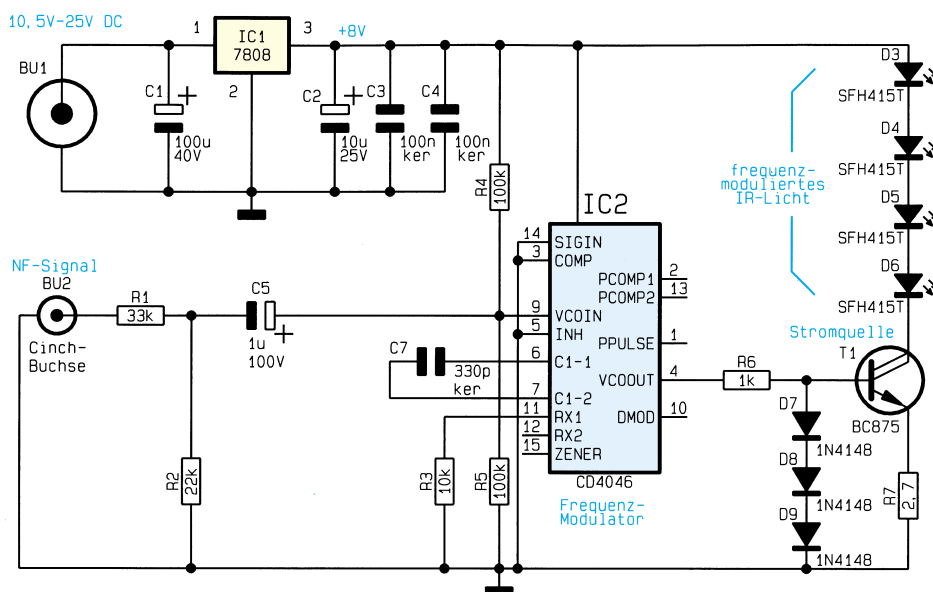 10,5V-25V DC
BU1
1
IC1
7808
3
2
+8V
C1
+
100u
40V
C2
+
10u
25V
C3
100n
ker
C4
100n
ker
R4
100k
D3
SFH415T
D4
SFH415T
D5
SFH415T
D6
SFH415T
frequenz-
moduliertes
IR-Licht
Stromquelle
T1
BC875
NF-Signal
BU2
Cinch-
Buchse
R1
33k
C5
+
1u
100V
R2
22k
C7
330p
ker
R3
10k
R5
100k
IC2
14 SIGIN
3 COMP
9 VCOIN
5 INH
6 C1-1
7 C1-2
11 RX1
12 RX2
15 ZENER
PCOMP1 2
PCOMP2 13
PPULSE 1
VCOOUT 4
DMOD 10
CD4046
Frequenz-
Modulator
R6
1k
D7
1N4148
D8
1N4148
D9
1N4148
R7
2,7